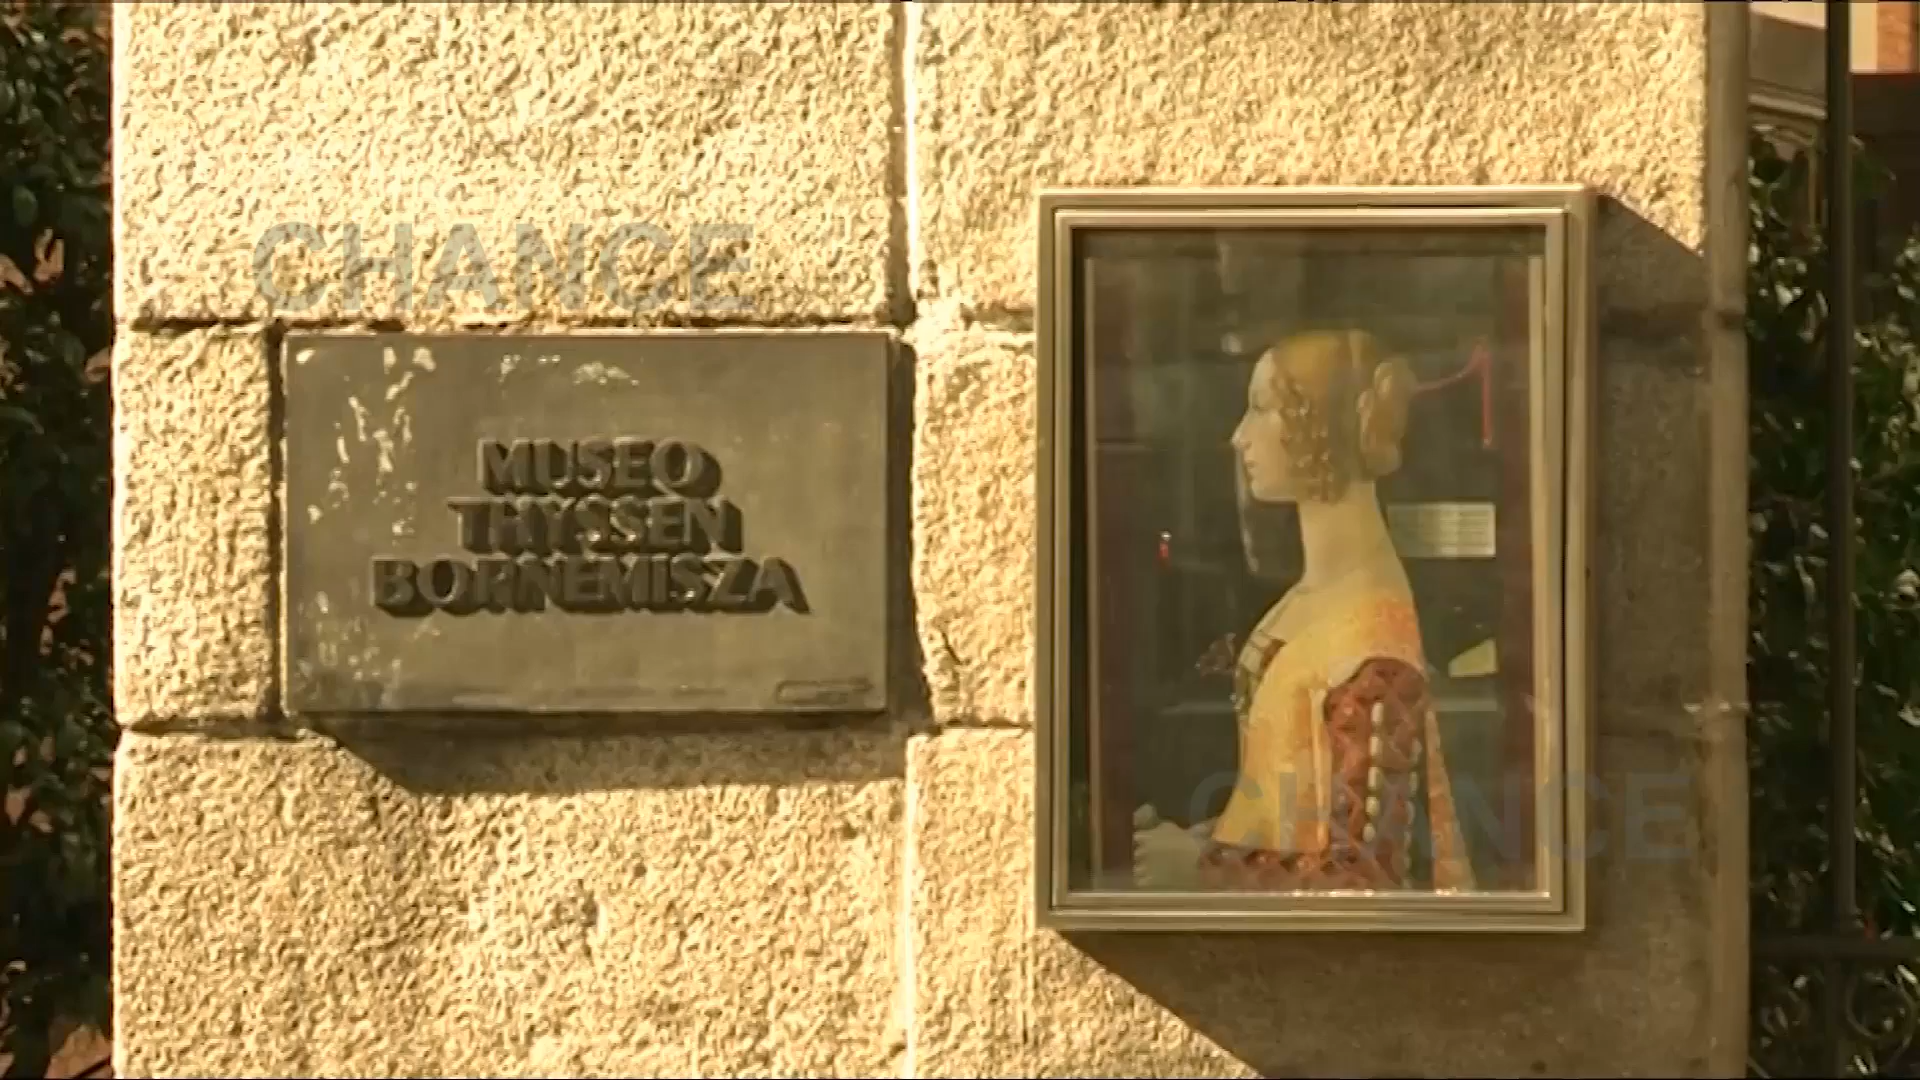 CHANCE
MUSEO
THYSSEN
BORNEMISZA
CHANCE